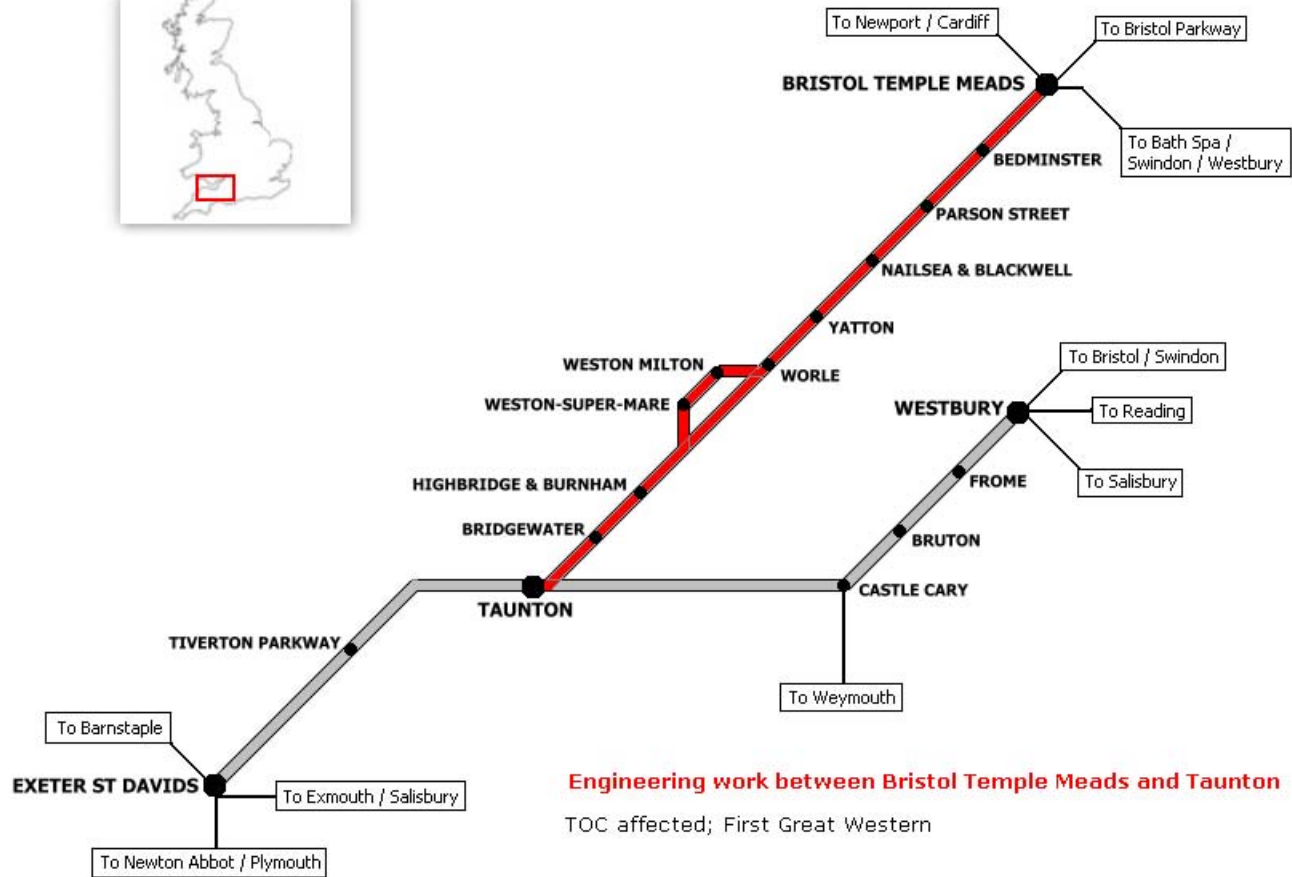 To Newport / Cardiff
To Bristol Parkway
BRISTOL TEMPLE MEADS
To Bath Spa /
Swindon / Westbury
BEDMINSTER
PARSON STREET
NAILSEA & BLACKWELL
YATTON
WESTON MILTON
WORLE
To Bristol / Swindon
WESTON-SUPER-MARE
WESTBURY
To Reading
FROME
To Salisbury
HIGHBRIDGE & BURNHAM
BRIDGEWATER
BRUTON
CASTLE CARY
TAUNTON
TIVERTON PARKWAY
To Weymouth
To Barnstaple
EXETER ST DAVIDS
To Exmouth / Salisbury
To Newton Abbot / Plymouth
Engineering work between Bristol Temple Meads and Taunton
TOC affected; First Great Western